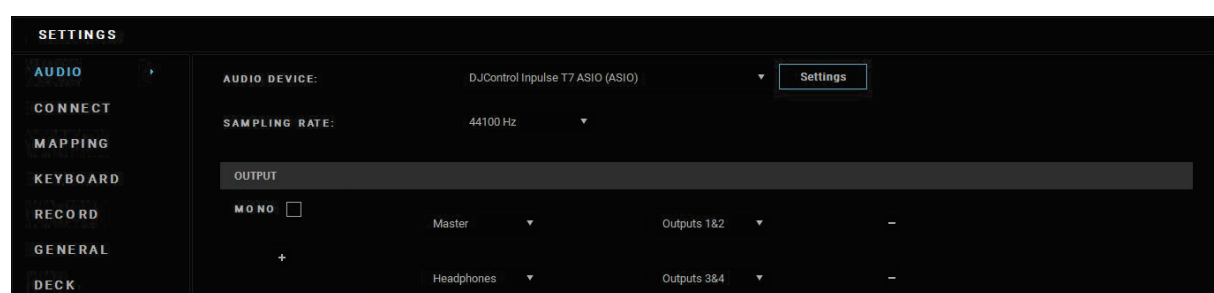 SETTINGS
AUDIO
CONNECT
MAPPING
KEYBOARD
RECORD
GENERAL
DECK
AUDIO DEVICE: DJControl Inpulse T7 ASIO (ASIO) Settings
SAMPLING RATE: 44100 Hz
OUTPUT
MONO
Master Outputs 1&2 –
+
Headphones Outputs 3&4 –